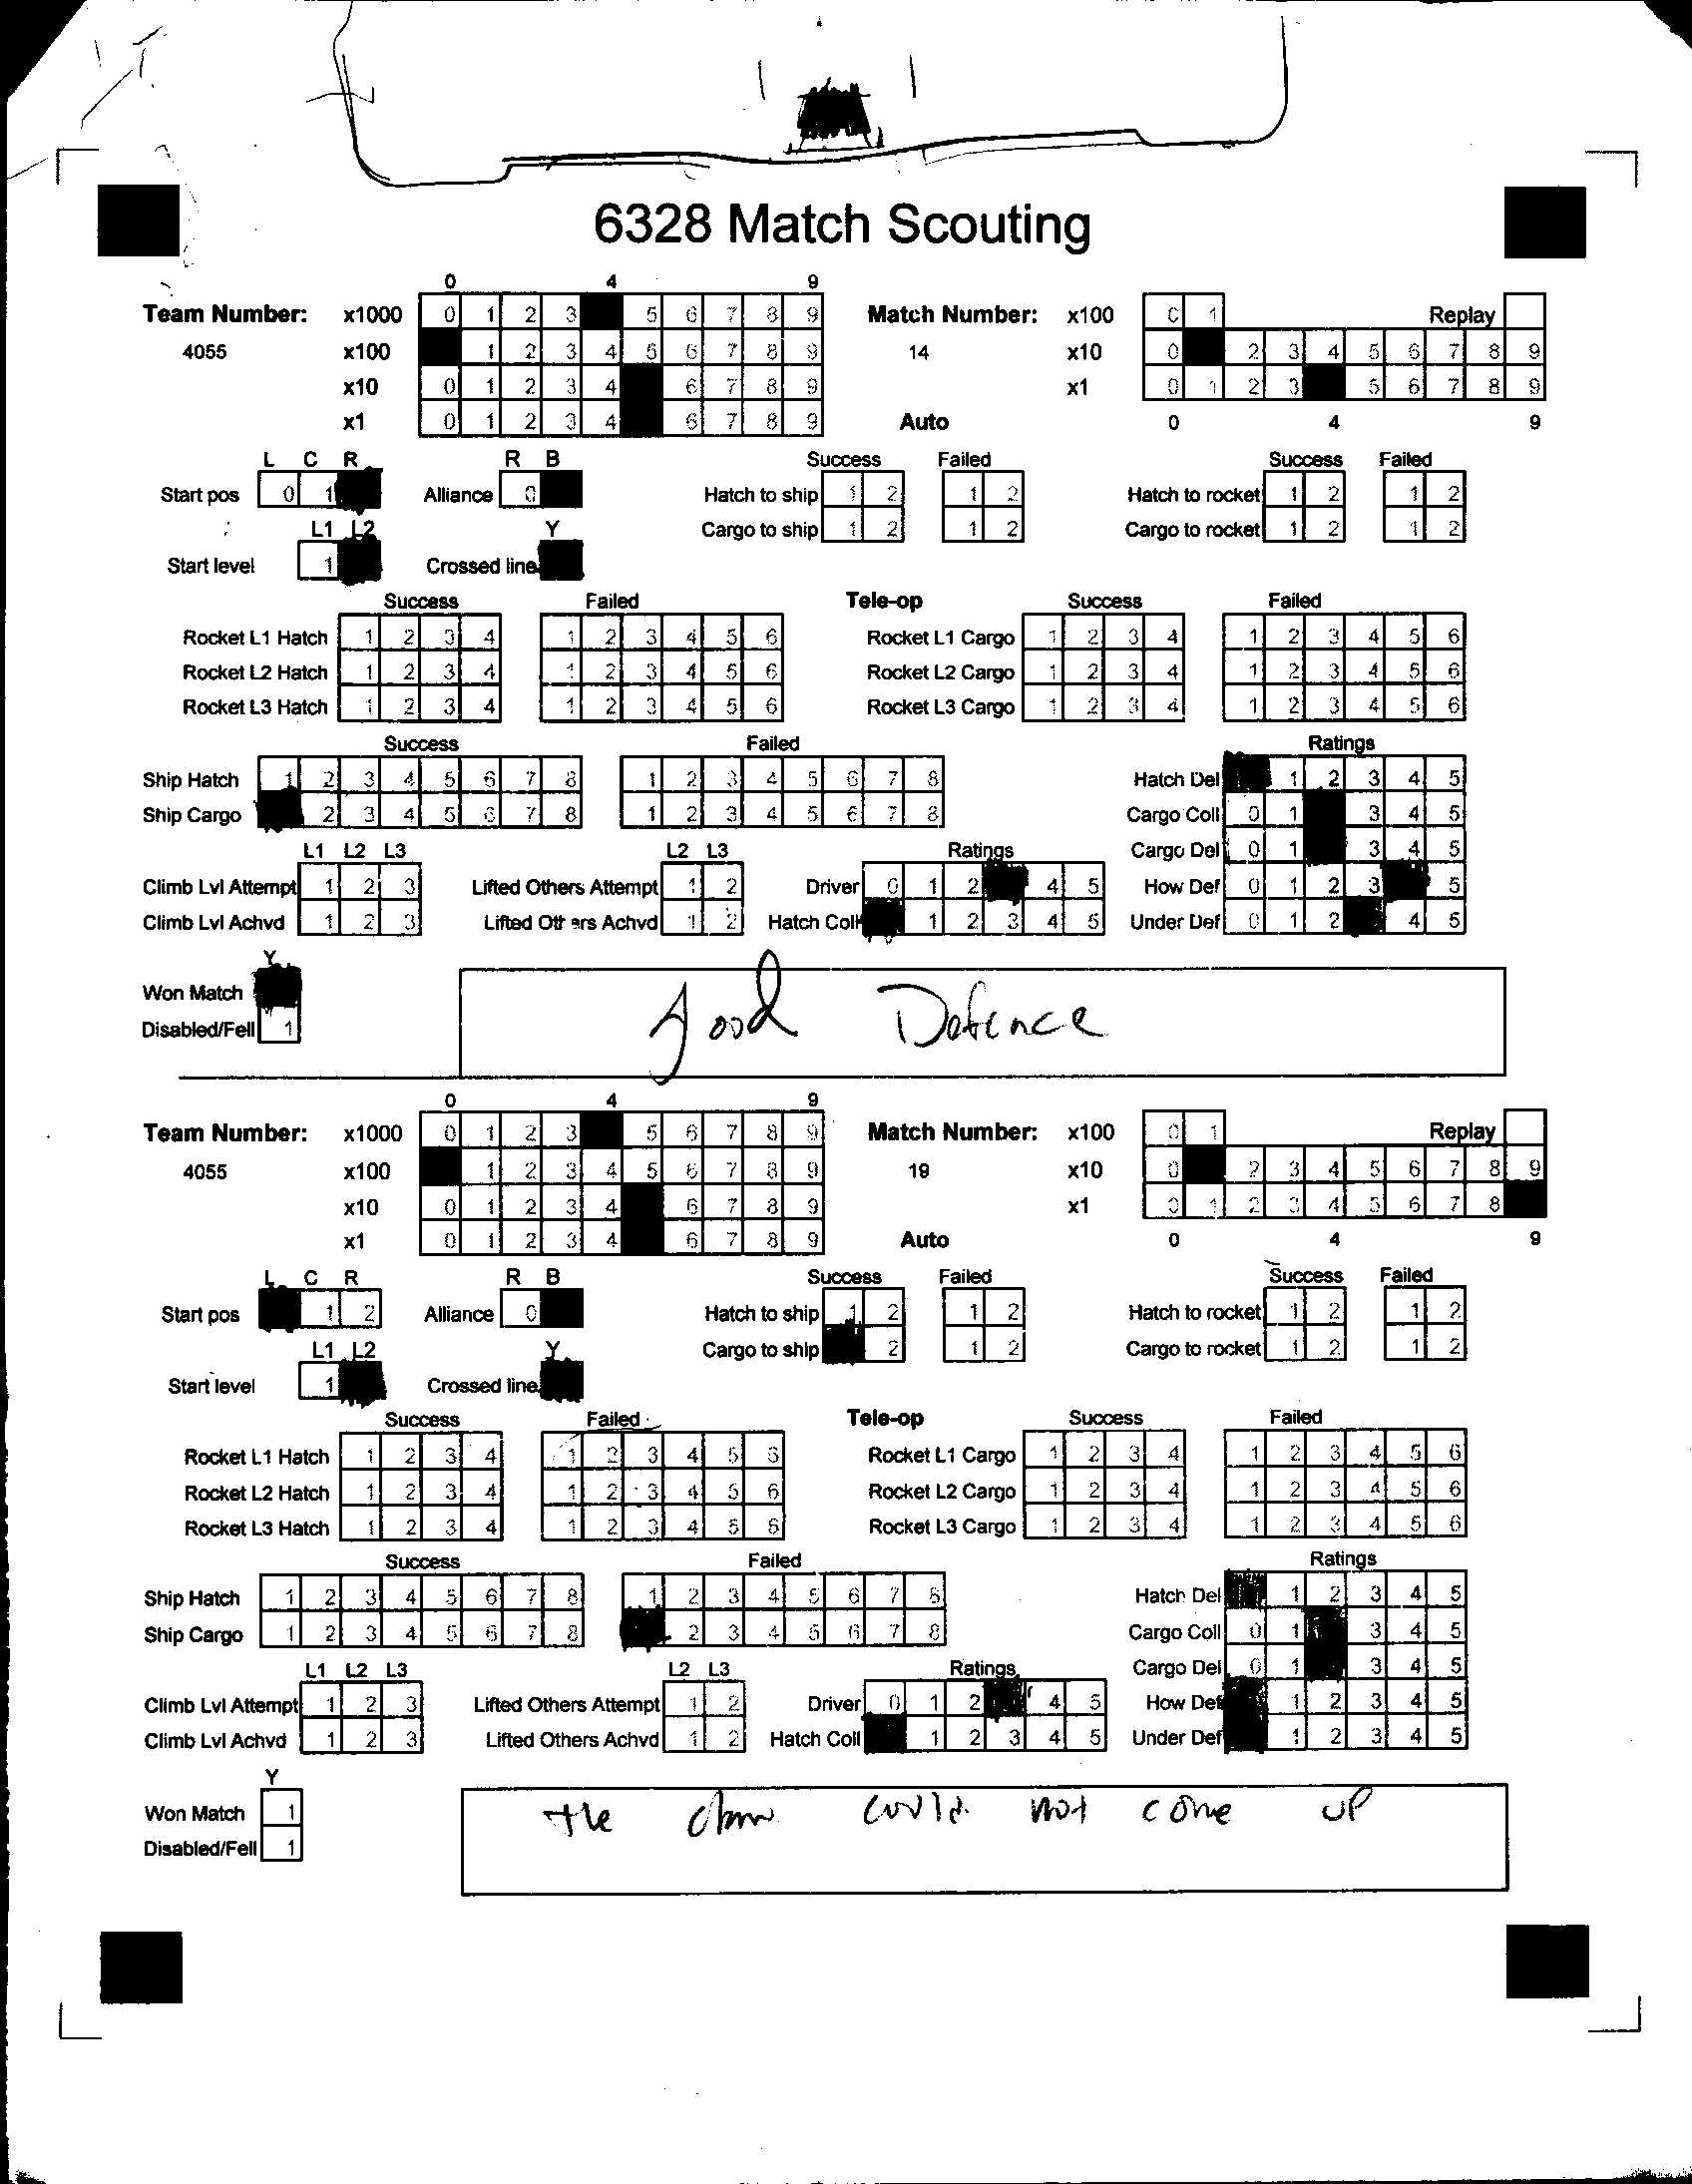 6328 Match Scouting
0 4 9
Team Number: x1000 0 1 2 3 5 6 7 8 9 Match Number: x100 0 1 Replay
4055 x100 1 2 3 4 5 6 7 8 9 14 x10 0 2 3 4 5 6 7 8 9
x10 0 1 2 3 4 6 7 8 9 x1 0 1 2 3 5 6 7 8 9
x1 0 1 2 3 4 6 7 8 9 Auto 0 4 9
L C R R B Success Failed Success Failed
Start pos 0 1 Alliance 0 Hatch to ship 1 2 1 2 Hatch to rocket 1 2 1 2
L1 L2 Y Cargo to ship 1 2 1 2 Cargo to rocket 1 2 1 2
Start level 1 Crossed line
Success Failed Tele-op Success Failed
Rocket L1 Hatch 1 2 3 4 1 2 3 4 5 6 Rocket L1 Cargo 1 2 3 4 1 2 3 4 5 6
Rocket L2 Hatch 1 2 3 4 1 2 3 4 5 6 Rocket L2 Cargo 1 2 3 4 1 2 3 4 5 6
Rocket L3 Hatch 1 2 3 4 1 2 3 4 5 6 Rocket L3 Cargo 1 2 3 4 1 2 3 4 5 6
Success Failed Ratings
Ship Hatch 1 2 3 4 5 6 7 8 1 2 3 4 5 6 7 8 Hatch Del 1 2 3 4 5
Ship Cargo 2 3 4 5 6 7 8 1 2 3 4 5 6 7 8 Cargo Coll 0 1 3 4 5
L1 L2 L3 L2 L3 Ratings Cargo Del 0 1 3 4 5
Climb Lvl Attempt 1 2 3 Lifted Others Attempt 1 2 Driver 0 1 2 4 5 How Def 0 1 2 3 5
Climb Lvl Achvd 1 2 3 Lifted Others Achvd 1 2 Hatch Coll 1 2 3 4 5 Under Def 0 1 2 4 5
Y
Won Match
Disabled/Fell 1
good Defence
0 4 9
Team Number: x1000 0 1 2 3 5 6 7 8 9 Match Number: x100 0 1 Replay
4055 x100 1 2 3 4 5 6 7 8 9 19 x10 0 2 3 4 5 6 7 8 9
x10 0 1 2 3 4 6 7 8 9 x1 0 1 2 3 4 5 6 7 8
x1 0 1 2 3 4 6 7 8 9 Auto 0 4 9
L C R R B Success Failed Success Failed
Start pos 1 2 Alliance 0 Hatch to ship 1 2 1 2 Hatch to rocket 1 2 1 2
L1 L2 Y Cargo to ship 2 1 2 Cargo to rocket 1 2 1 2
Start level 1 Crossed line
Success Failed Tele-op Success Failed
Rocket L1 Hatch 1 2 3 4 1 2 3 4 5 6 Rocket L1 Cargo 1 2 3 4 1 2 3 4 5 6
Rocket L2 Hatch 1 2 3 4 1 2 3 4 5 6 Rocket L2 Cargo 1 2 3 4 1 2 3 4 5 6
Rocket L3 Hatch 1 2 3 4 1 2 3 4 5 6 Rocket L3 Cargo 1 2 3 4 1 2 3 4 5 6
Success Failed Ratings
Ship Hatch 1 2 3 4 5 6 7 8 1 2 3 4 5 6 7 8 Hatch Del 1 2 3 4 5
Ship Cargo 1 2 3 4 5 6 7 8 2 3 4 5 6 7 8 Cargo Coll 0 1 3 4 5
L1 L2 L3 L2 L3 Ratings Cargo Del 0 1 3 4 5
Climb Lvl Attempt 1 2 3 Lifted Others Attempt 1 2 Driver 0 1 2 4 5 How Def 1 2 3 4 5
Climb Lvl Achvd 1 2 3 Lifted Others Achvd 1 2 Hatch Coll 1 2 3 4 5 Under Def 1 2 3 4 5
Y
Won Match 1
Disabled/Fell 1
the could not come up